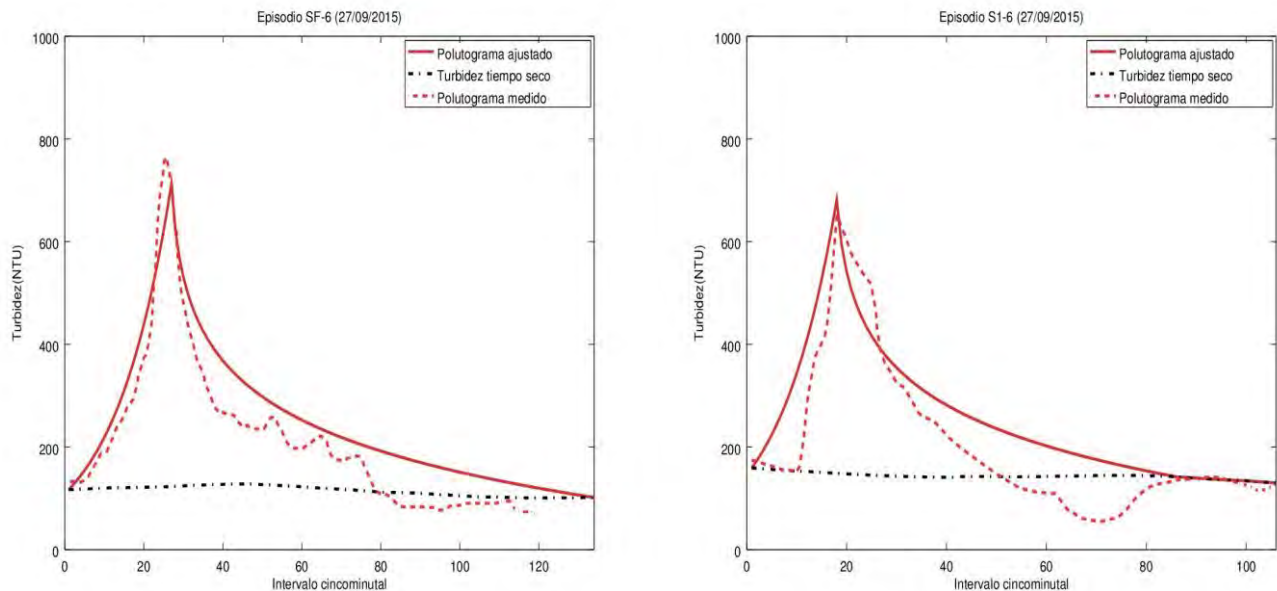 Episodio SF-6 (27/09/2015)
1000
800
600
400
200
0
Turbidez(NTU)
Polutograma ajustado
Turbidez tiempo seco
Polutograma medido
0 20 40 60 80 100 120
Intervalo cincominutal
Episodio S1-6 (27/09/2015)
1000
800
600
400
200
0
Turbidez(NTU)
Polutograma ajustado
Turbidez tiempo seco
Polutograma medido
0 20 40 60 80 100
Intervalo cincominutal